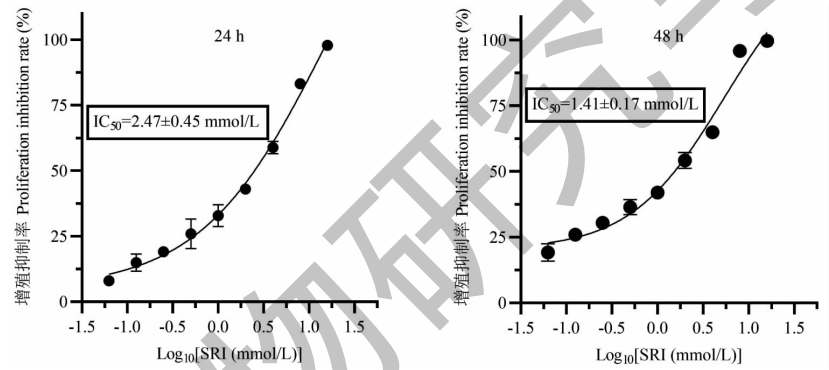 24 h
增殖抑制率 Proliferation inhibition rate (%)
100
75
50
25
0
IC50=2.47±0.45 mmol/L
-1.5 -1.0 -0.5 0.0 0.5 1.0 1.5
Log10[SRI (mmol/L)]
48 h
增殖抑制率 Proliferation inhibition rate (%)
100
75
50
25
0
IC50=1.41±0.17 mmol/L
-1.5 -1.0 -0.5 0.0 0.5 1.0 1.5
Log10[SRI (mmol/L)]
物研究